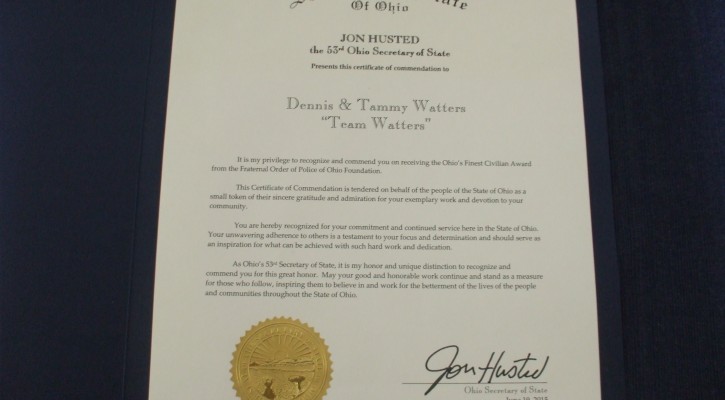 Of Ohio
JON HUSTED
the 53rd Ohio Secretary of State
Presents this certificate of commendation to
Dennis & Tammy Watters
"Team Watters"
It is my privilege to recognize and commend you on receiving the Ohio's Finest Civilian Award
from the Fraternal Order of Police of Ohio Foundation.
This Certificate of Commendation is tendered on behalf of the people of the State of Ohio as a
small token of their sincere gratitude and admiration for your exemplary work and devotion to your
community.
You are hereby recognized for your commitment and continued service here in the State of Ohio.
Your unwavering adherence to others is a testament to your focus and determination and should serve as
an inspiration for what can be achieved with such hard work and dedication.
As Ohio's 53rd Secretary of State, it is my honor and unique distinction to recognize and
commend you for this great honor. May your good and honorable work continue and stand as a measure
for those who follow, inspiring them to believe in and work for the betterment of the lives of the people
and communities throughout the State of Ohio.
Jon Husted
Ohio Secretary of State